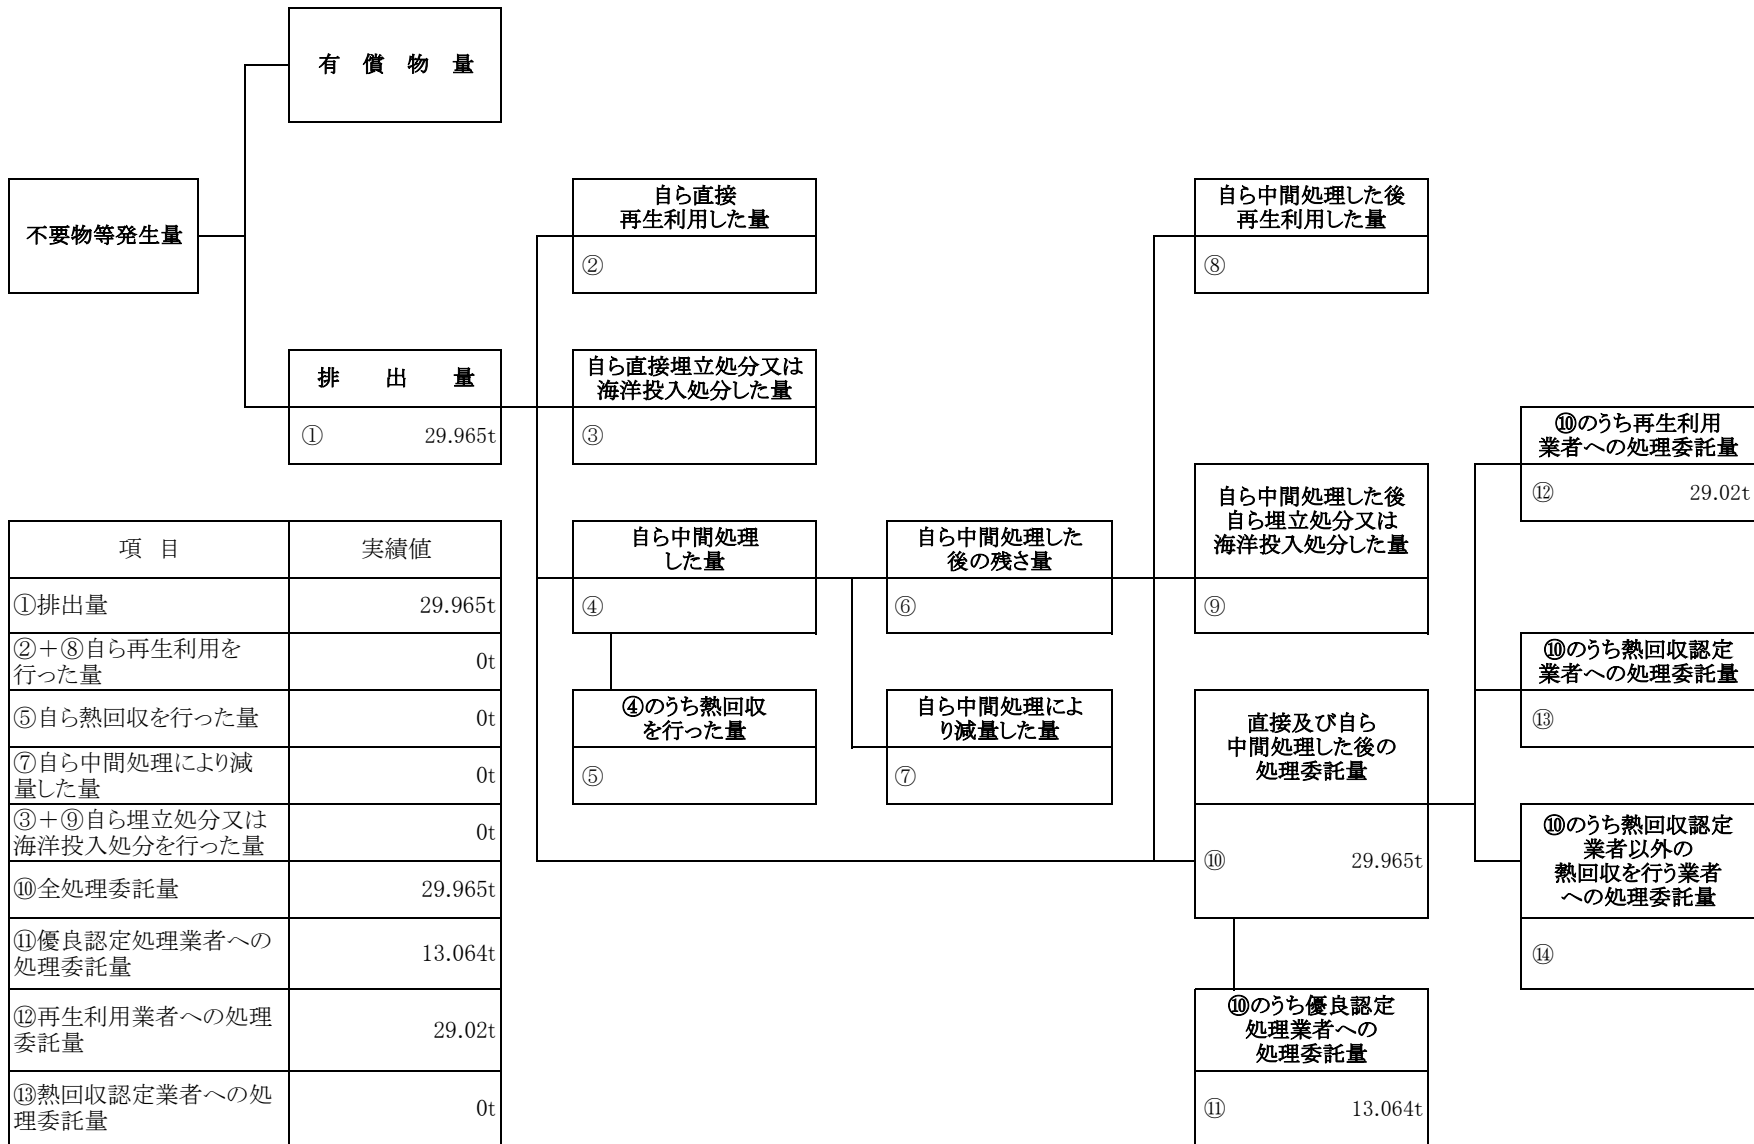 有償物量
不要物等発生量
自ら直接
再生利用した量
②
自ら中間処理した後
再生利用した量
⑧
排出量
① 29.965t
自ら直接埋立処分又は
海洋投入処分した量
③
⑩のうち再生利用
業者への処理委託量
⑫ 29.02t
自ら中間処理
した量
④
自ら中間処理した
後の残さ量
⑥
自ら中間処理した後
自ら埋立処分又は
海洋投入処分した量
⑨
⑩のうち熱回収認定
業者への処理委託量
⑬
④のうち熱回収
を行った量
⑤
自ら中間処理によ
り減量した量
⑦
直接及び自ら
中間処理した後の
処理委託量
⑩ 29.965t
⑩のうち熱回収認定
業者以外の
熱回収を行う業者
への処理委託量
⑭
⑩のうち優良認定
処理業者への
処理委託量
⑪ 13.064t
項目 実績値
①排出量 29.965t
②+⑧自ら再生利用を
行った量 0t
⑤自ら熱回収を行った量 0t
⑦自ら中間処理により減
量した量 0t
③+⑨自ら埋立処分又は
海洋投入処分を行った量 0t
⑩全処理委託量 29.965t
⑪優良認定処理業者への
処理委託量 13.064t
⑫再生利用業者への処理
委託量 29.02t
⑬熱回収認定業者への処
理委託量 0t